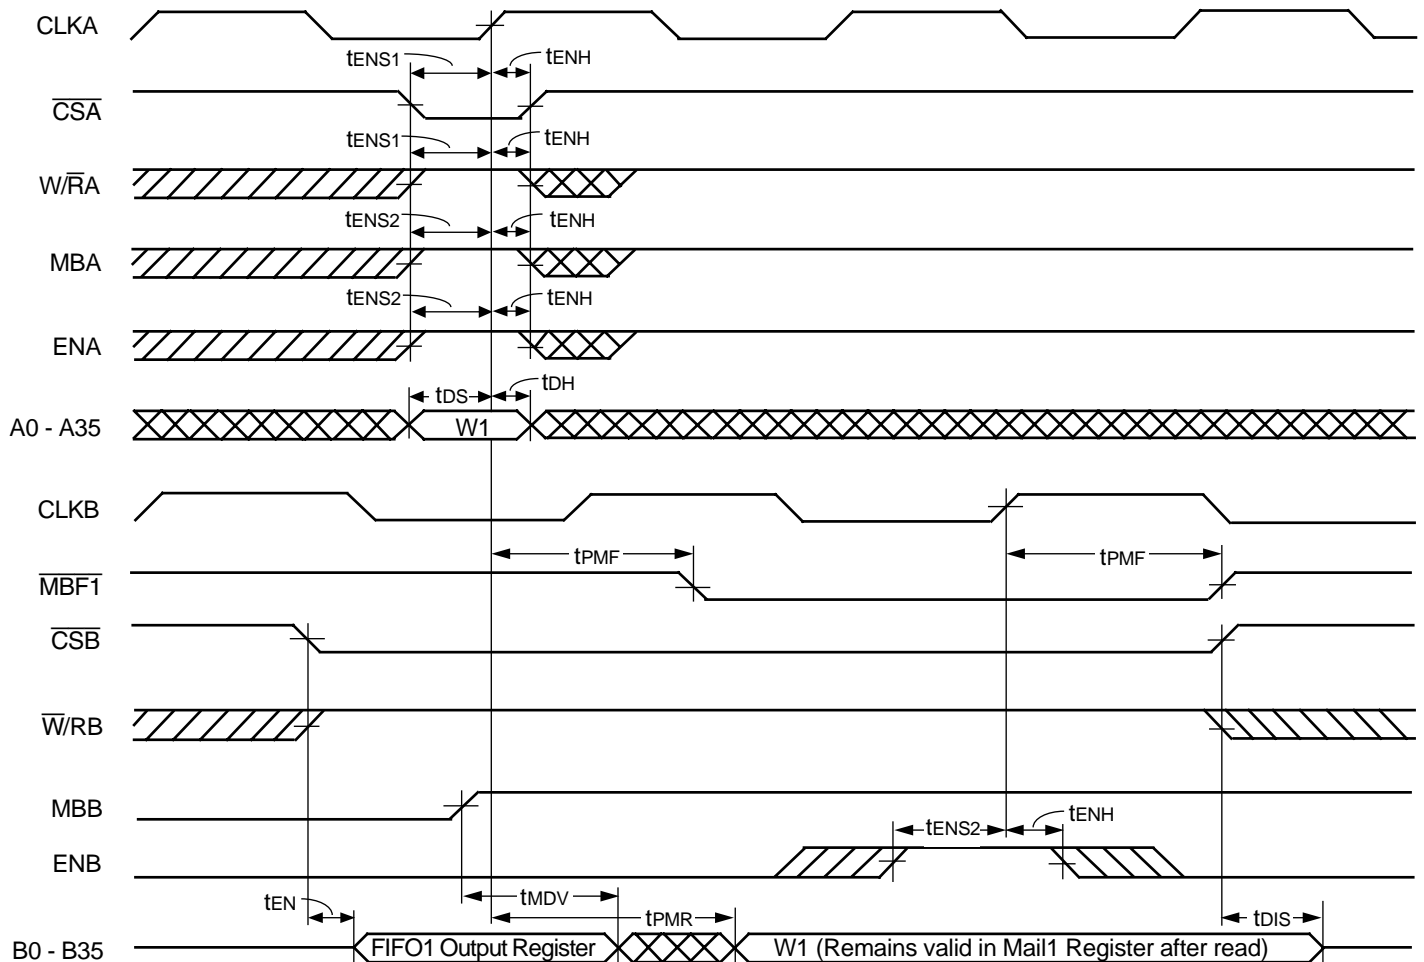 CLKA
tENS1 tENH
CSA
tENS1 tENH
W/RA
tENS2 tENH
MBA
tENS2 tENH
ENA
tDS tDH
A0 - A35 W1
CLKB
tPMF tPMF
MBF1
CSB
W/RB
MBB
tENS2 tENH
ENB
tEN tMDV
tPMR tDIS
B0 - B35 FIFO1 Output Register W1 (Remains valid in Mail1 Register after read)